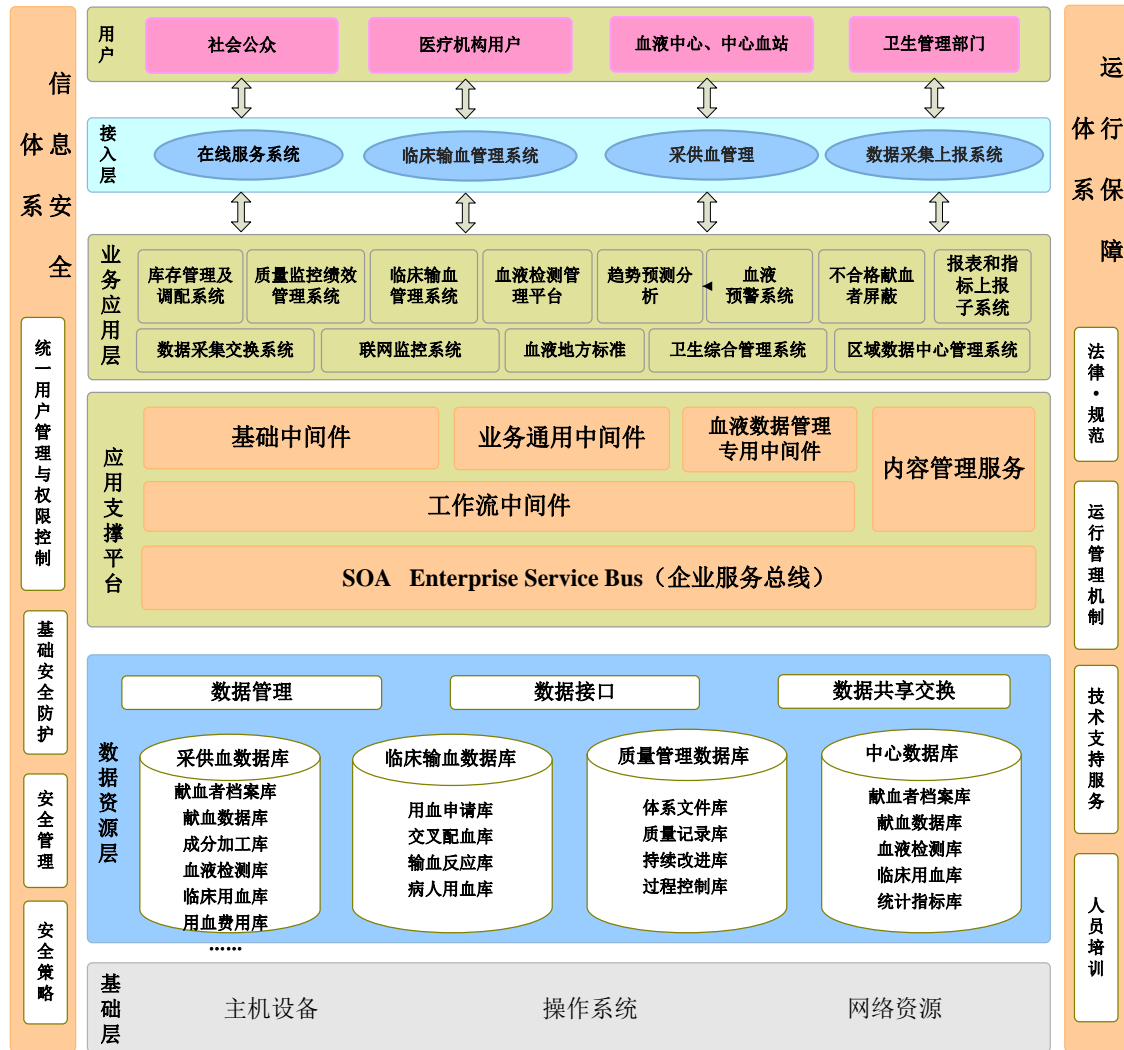 信息安全体系
统一用户管理与权限控制
基础安全防护
安全管理
安全策略
用户
社会公众
医疗机构用户
血液中心、中心血站
卫生管理部门
接入层
在线服务系统
临床输血管理系统
采供血管理
数据采集上报系统
业务应用层
库存管理及
调配系统
质量监控绩效
管理系统
临床输血
管理系统
血液检测管
理平台
趋势预测分
析
血液
预警系统
不合格献血
者屏蔽
报表和指
标上报
子系统
数据采集交换系统
联网监控系统
血液地方标准
卫生综合管理系统
区域数据中心管理系统
应用支撑平台
基础中间件
业务通用中间件
血液数据管理
专用中间件
内容管理服务
工作流中间件
SOA Enterprise Service Bus（企业服务总线）
数据资源层
数据管理
数据接口
数据共享交换
采供血数据库
献血者档案库
献血数据库
成分加工库
血液检测库
临床用血库
用血费用库
……
临床输血数据库
用血申请库
交叉配血库
输血反应库
病人用血库
质量管理数据库
体系文件库
质量记录库
持续改进库
过程控制库
中心数据库
献血者档案库
献血数据库
血液检测库
临床用血库
统计指标库
基础层
主机设备
操作系统
网络资源
运行保障体系
法律·规范
运行管理机制
技术支持服务
人员培训